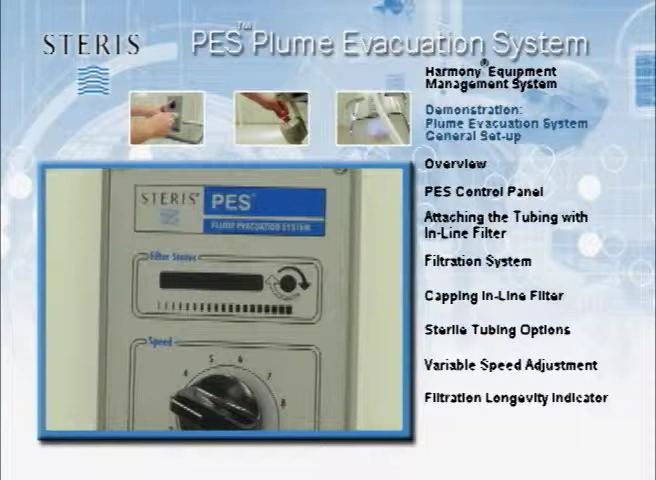 STERIS
PES™ Plume Evacuation System
Harmony® Equipment
Management System
Demonstration:
Plume Evacuation System
General Set-up
Overview
PES Control Panel
Attaching the Tubing with
In-Line Filter
Filtration System
Capping In-Line Filter
Sterile Tubing Options
Variable Speed Adjustment
Filtration Longevity Indicator
STERIS® PES™
PLUME EVACUATION SYSTEM
Filter Status
Speed
4 5 6 7 8